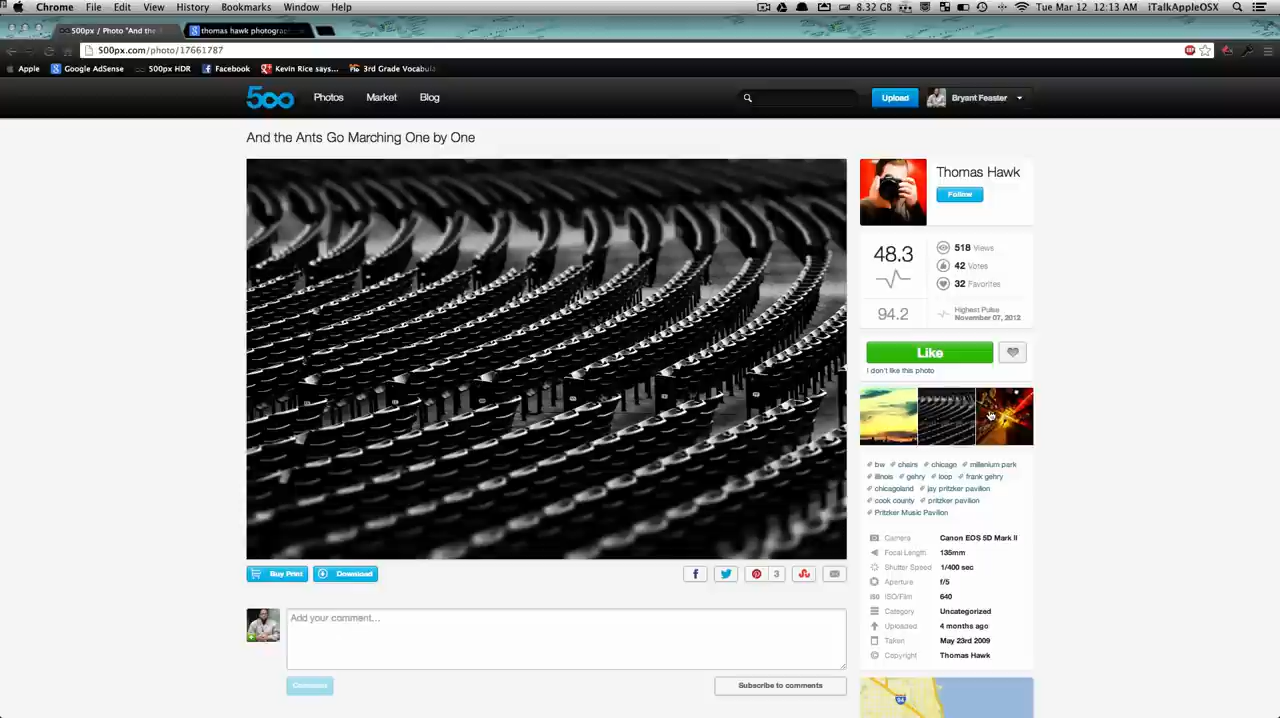 Chrome File Edit View History Bookmarks Window Help 8.32 GB Tue Mar 12 12:13 AM iTalkAppleOSX
500px / Photo "And the thomas hawk photograp
500px.com/photo/17661787
Apple Google AdSense 500px HDR Facebook Kevin Rice says... 3rd Grade Vocabula
500 Photos Market Blog Upload Bryant Feaster
And the Ants Go Marching One by One
Thomas Hawk
Follow
48.3
518 Views
42 Votes
32 Favorites
94.2
Highest Pulse
November 07, 2012
Like
I don't like this photo
bw chairs chicago millenium park
illinois gehry loop frank gehry
chicagoland jay pritzker pavilion
cook county pritzker pavilion
Pritzker Music Pavilion
Camera Canon EOS 5D Mark II
Focal Length 135mm
Shutter Speed 1/400 sec
Aperture f/5
ISO ISO/Film 640
Category Uncategorized
Uploaded 4 months ago
Taken May 23rd 2009
Copyright Thomas Hawk
94
Buy Print Download 3
Add your comment...
Comment Subscribe to comments